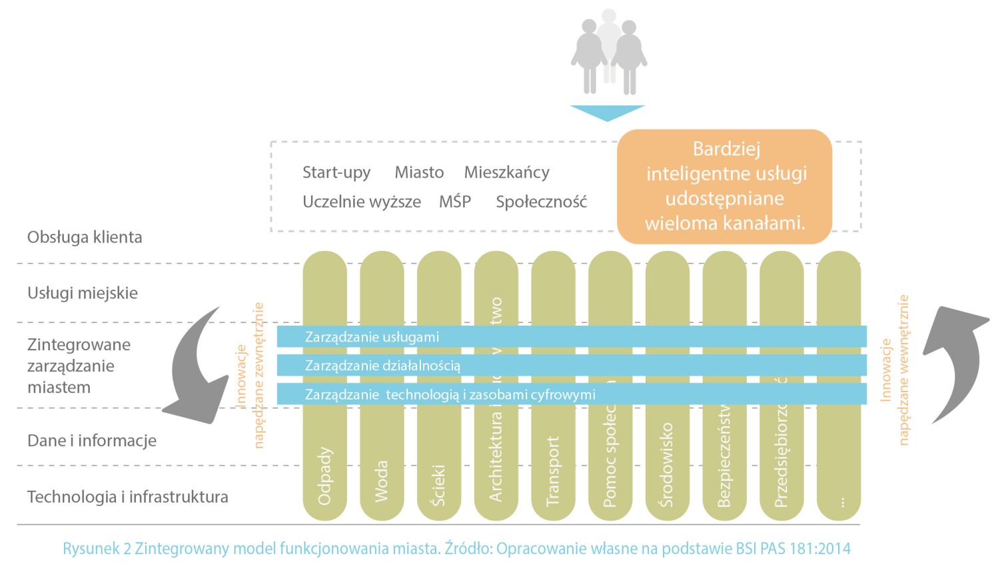 Bardziej
inteligentne usługi
udostępniane
wieloma kanałami.
Start-upy Miasto Mieszkańcy
Uczelnie wyższe MŚP Społeczność
Obsługa klienta
Usługi miejskie
Zintegrowane
zarządzanie
miastem
Dane i informacje
Technologia i infrastruktura
Innowacje
napędzane zewnętrznie
Zarządzanie usługami
Zarządzanie działalnością
Zarządzanie technologią i zasobami cyfrowymi
Odpady
Woda
Ścieki
Architektura i
Transport
Pomoc
Środowisko
...
Innowacje
napędzane wewnętrznie
Rysunek 2 Zintegrowany model funkcjonowania miasta. Źródło: Opracowanie własne na podstawie BSI PAS 181:2014